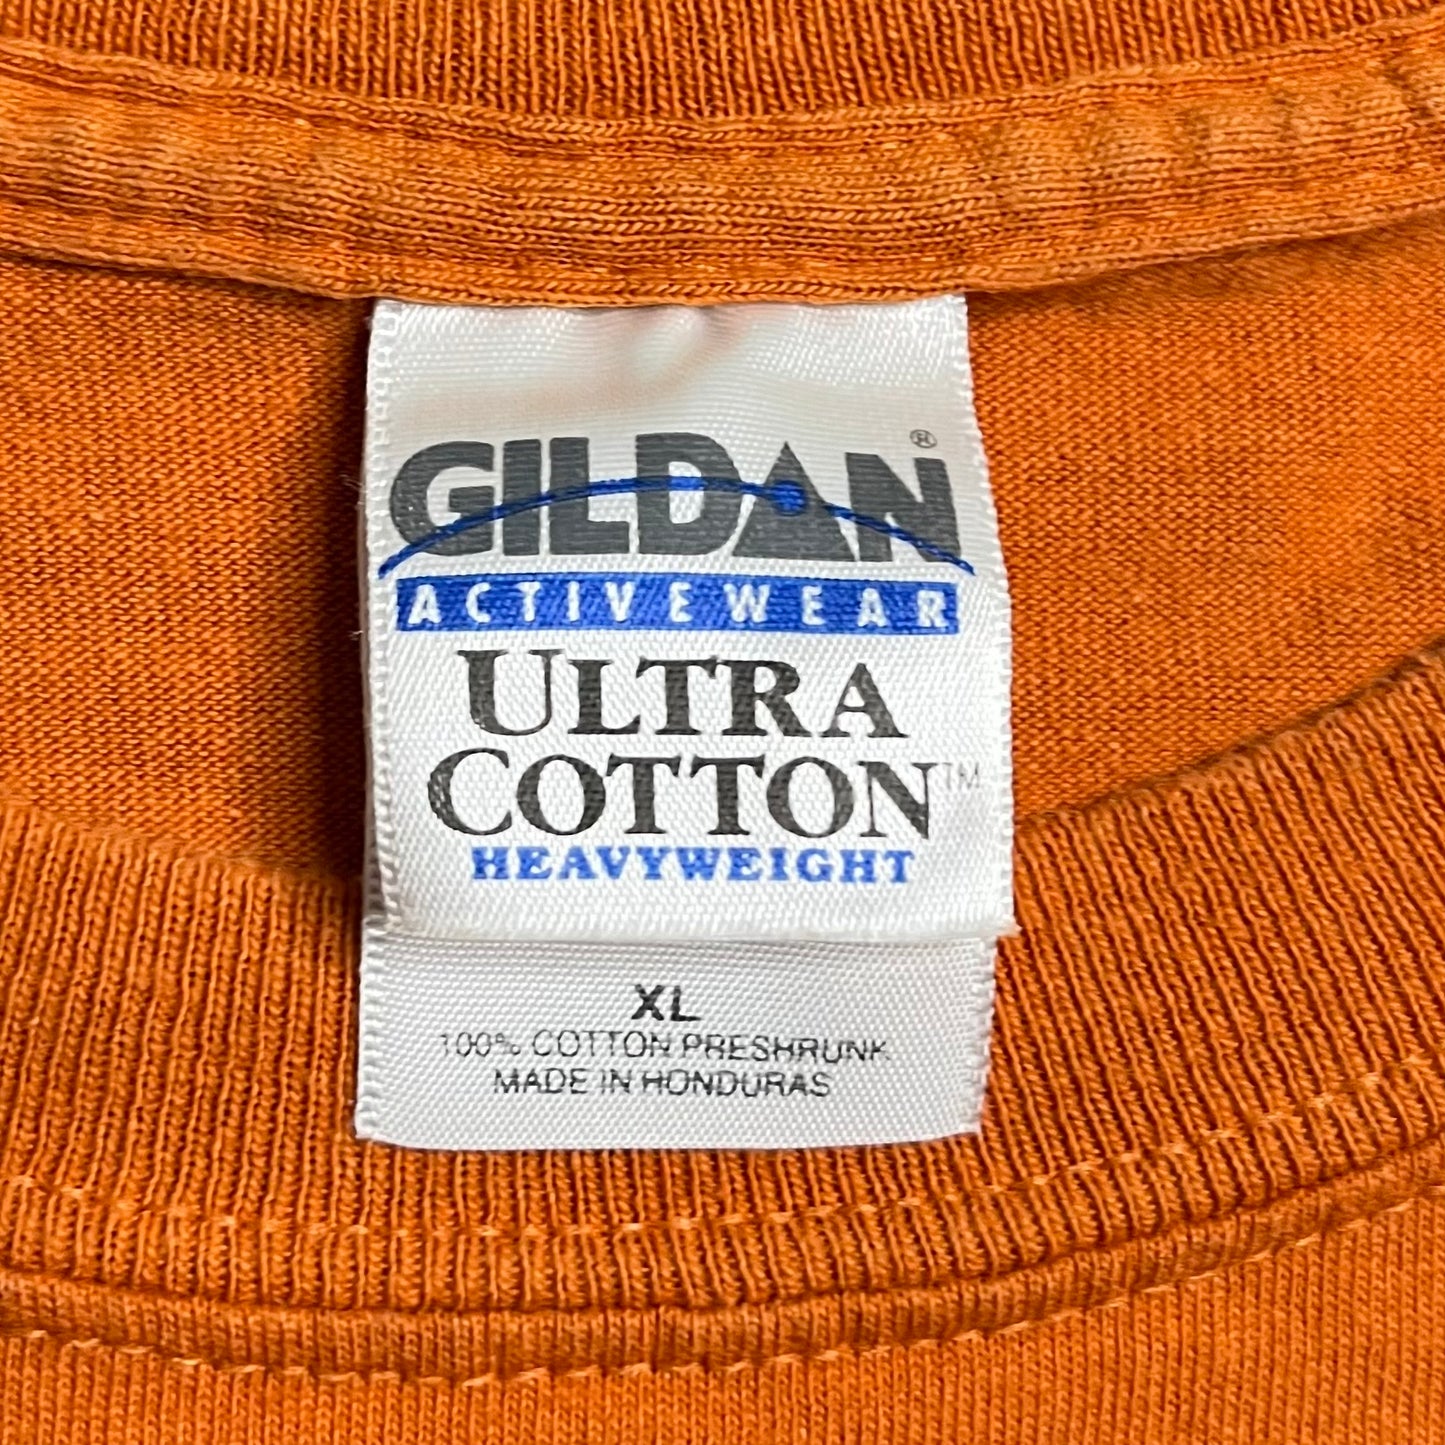 GILDAN®
ACTIVEWEAR
ULTRA
COTTON™
HEAVYWEIGHT
XL
100% COTTON PRESHRUNK
MADE IN HONDURAS